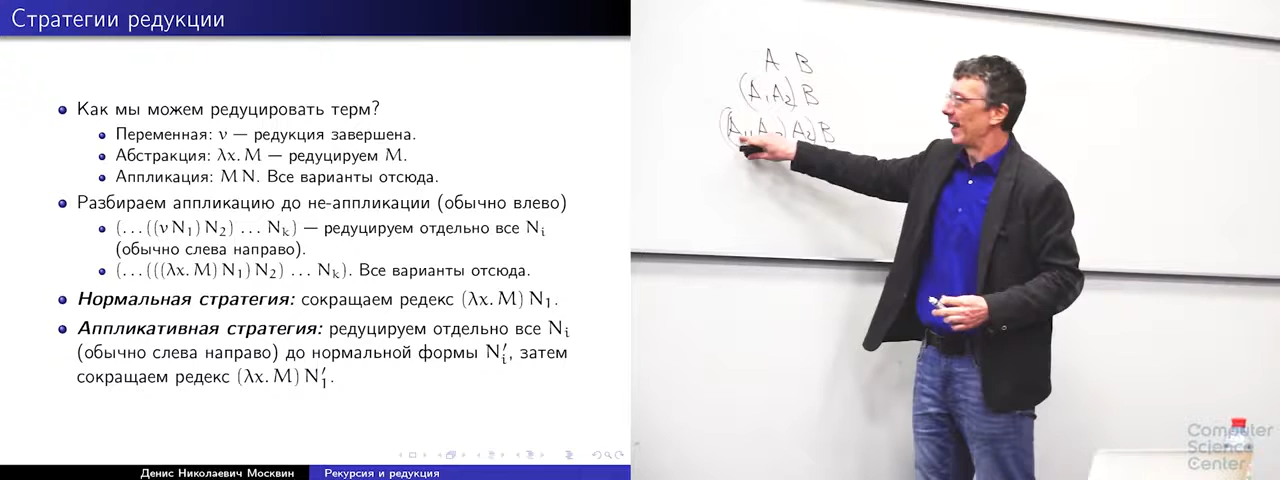 Стратегии редукции
Как мы можем редуцировать терм?
Переменная: v — редукция завершена.
Абстракция: λx. M — редуцируем M.
Аппликация: M N. Все варианты отсюда.
Разбираем аппликацию до не-аппликации (обычно влево)
(…((v N₁) N₂) … Nₖ) — редуцируем отдельно все Nᵢ
(обычно слева направо).
(…(((λx. M) N₁) N₂) … Nₖ). Все варианты отсюда.
Нормальная стратегия: сокращаем редекс (λx. M) N₁.
Аппликативная стратегия: редуцируем отдельно все Nᵢ
(обычно слева направо) до нормальной формы N′ᵢ, затем
сокращаем редекс (λx. M) N′₁.
Денис Николаевич Москвин
Рекурсия и редукция
A B
(A₁A₂) B
A₂) B
Computer
Science
Center